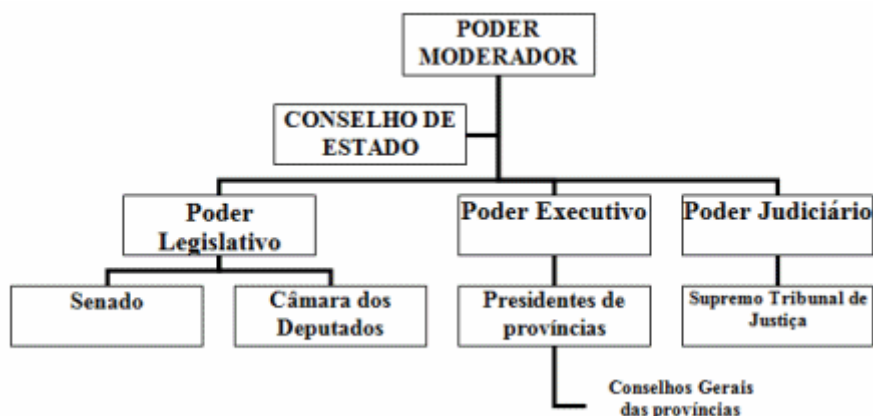 PODER
MODERADOR
CONSELHO DE
ESTADO
Poder
Legislativo
Poder Executivo
Poder Judiciário
Senado
Câmara dos
Deputados
Presidentes de
províncias
Supremo Tribunal de
Justiça
Conselhos Gerais
das províncias